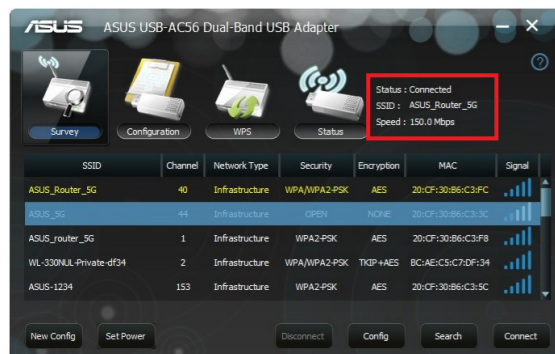 ASUS ASUS USB-AC56 Dual-Band USB Adapter
Status : Connected
SSID : ASUS_Router_5G
Speed : 150.0 Mbps
Survey Configuration WPS Status
SSID Channel Network Type Security Encryption MAC Signal
ASUS_Router_5G 40 Infrastructure WPA/WPA2-PSK AES 20:CF:30:B6:C3:FC
ASUS_5G 44 Infrastructure OPEN NONE 20:CF:30:B6:C3:3C
ASUS_router_5G 1 Infrastructure WPA2-PSK AES 20:CF:30:B6:C3:F8
WL-330NUL-Private-df34 2 Infrastructure WPA/WPA2-PSK TKIP+AES BC:AE:C5:C7:DF:34
ASUS-1234 153 Infrastructure WPA2-PSK AES 20:CF:30:B6:C3:5C
New Config Set Power Disconnect Config Search Connect